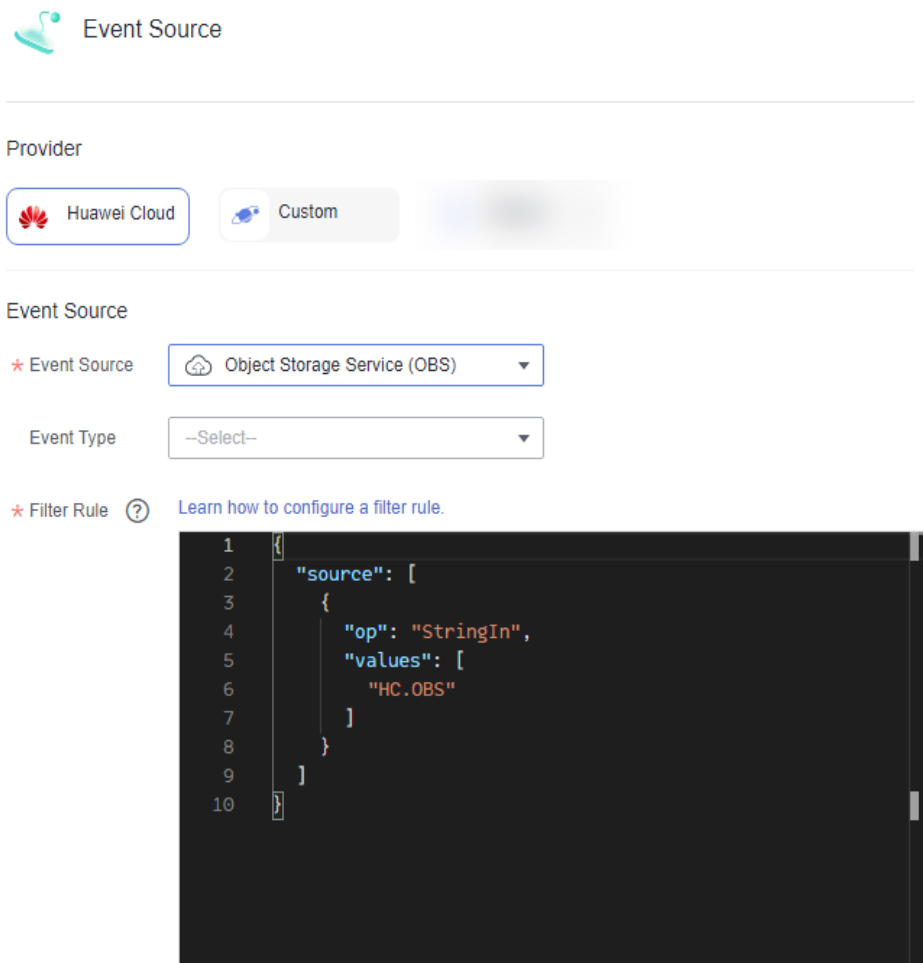 Event Source
Provider
Huawei Cloud
Custom
Event Source
* Event Source Object Storage Service (OBS)
Event Type --Select--
* Filter Rule ? Learn how to configure a filter rule.
1 {
2 "source": [
3 {
4 "op": "StringIn",
5 "values": [
6 "HC.OBS"
7 ]
8 }
9 ]
10 }